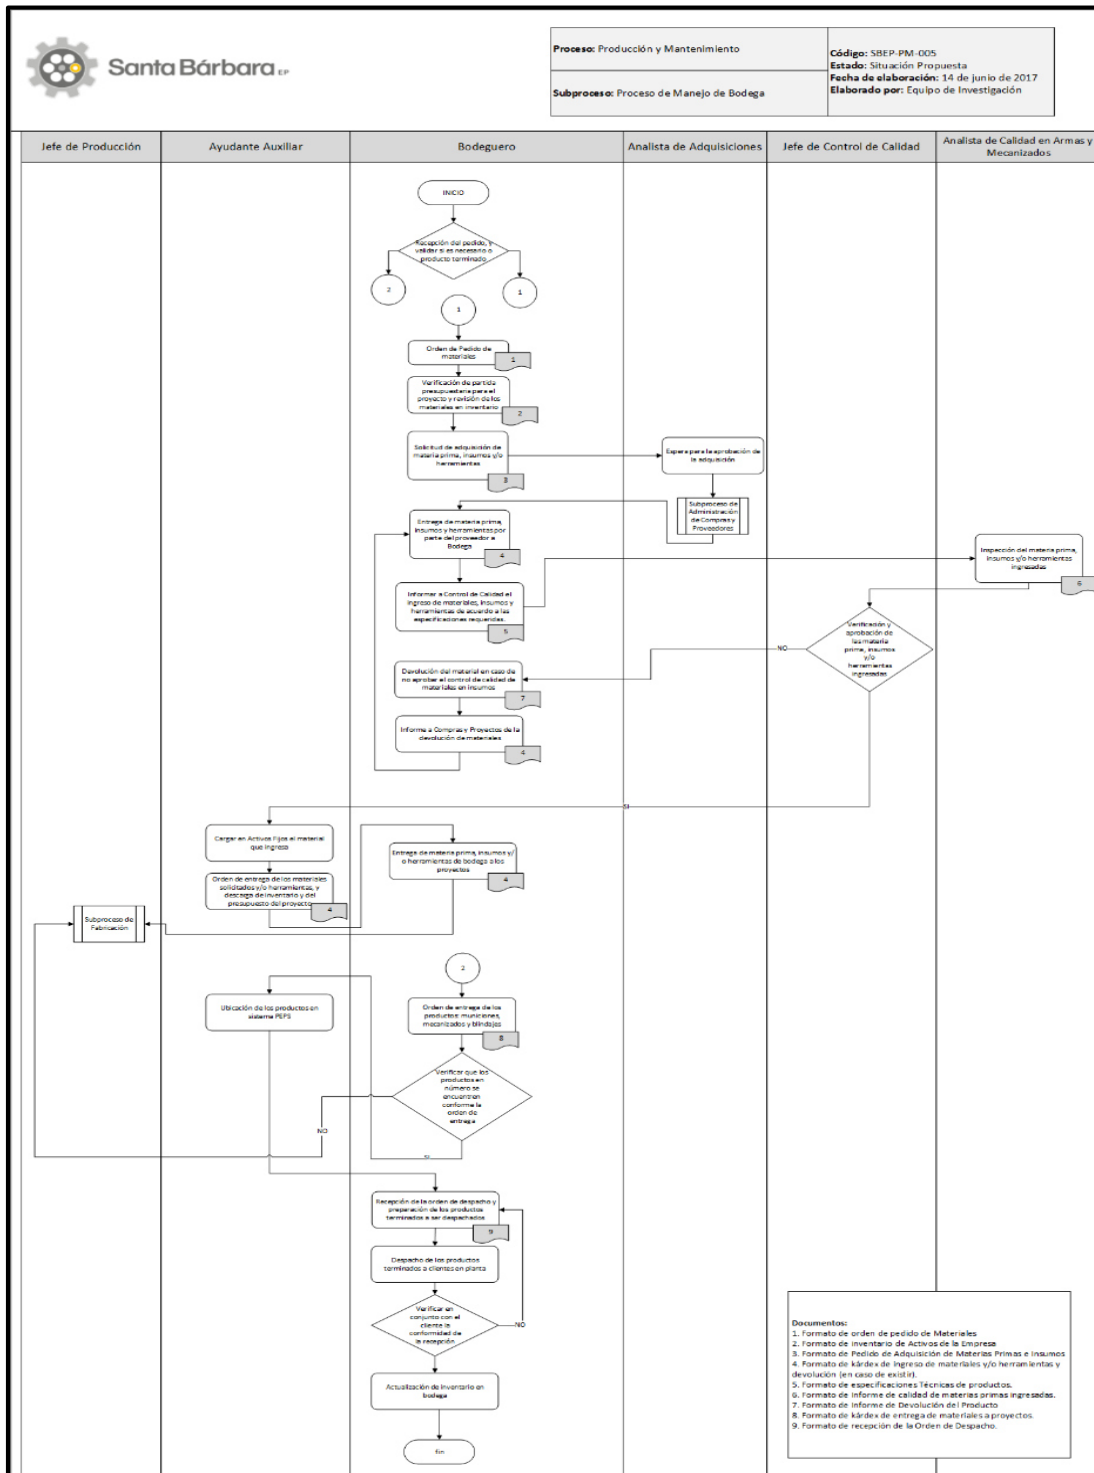 Santa Bárbara EP
Proceso: Producción y Mantenimiento
Subproceso: Proceso de Manejo de Bodega
Código: SBEP-PM-005
Estado: Situación Propuesta
Fecha de elaboración: 14 de junio de 2017
Elaborado por: Equipo de Investigación
Jefe de Producción
Ayudante Auxiliar
Bodeguero
Analista de Adquisiciones
Jefe de Control de Calidad
Analista de Calidad en Armas y
Mecanizados
INICIO
Recepción del pedido, y
validar si es necesario o
producto terminado
2
1
1
Orden de Pedido de
materiales
1
Verificación de partida
presupuestaria para el
proyecto y revisión de los
materiales en inventario
2
Solicitud de adquisición de
materia prima, insumos y/o
herramientas
3
Espera para la aprobación de
la adquisición
Subproceso de
Administración
de Compras y
Proveedores
Entrega de materia prima,
insumos y herramientas por
parte del proveedor a
Bodega
4
Inspección del materia prima,
insumos y/o herramientas
ingresadas
6
Informar a Control de Calidad el
ingreso de materiales, insumos y
herramientas de acuerdo a las
especificaciones requeridas.
5
Verificación y
aprobación de
las materia
prima, insumos
y/o
herramientas
ingresadas
NO
Devolución del material en caso de
no aprobar el control de calidad de
materiales en insumos
7
Informe a Compras y Proyectos de la
devolución de materiales
4
SI
Cargar en Activos Fijos el material
que ingresa
Entrega de materia prima, insumos y/
o herramientas de bodega a los
proyectos
4
Orden de entrega de los materiales
solicitados y/o herramientas, y
descarga de inventario y del
presupuesto del proyecto
4
Subproceso de
Fabricación
2
Ubicación de los productos en
sistema PEPS
Orden de entrega de los
productos: municiones,
mecanizados y blindajes
8
Verificar que los
productos en
número se
encuentren
conforme la
orden de
entrega
NO
SI
Recepción de la orden de despacho y
preparación de los productos
terminados a ser despachados
9
Despacho de los productos
terminados a clientes en planta
Verificar en
conjunto con el
cliente la
conformidad de
la recepción
NO
Actualización de inventario en
bodega
fin
Documentos:
1. Formato de orden de pedido de Materiales
2. Formato de inventario de Activos de la Empresa
3. Formato de Pedido de Adquisición de Materias Primas e Insumos
4. Formato de kárdex de ingreso de materiales y/o herramientas y
devolución (en caso de existir).
5. Formato de especificaciones Técnicas de productos.
6. Formato de Informe de calidad de materias primas ingresadas.
7. Formato de Informe de Devolución del Producto
8. Formato de kárdex de entrega de materiales a proyectos.
9. Formato de recepción de la Orden de Despacho.